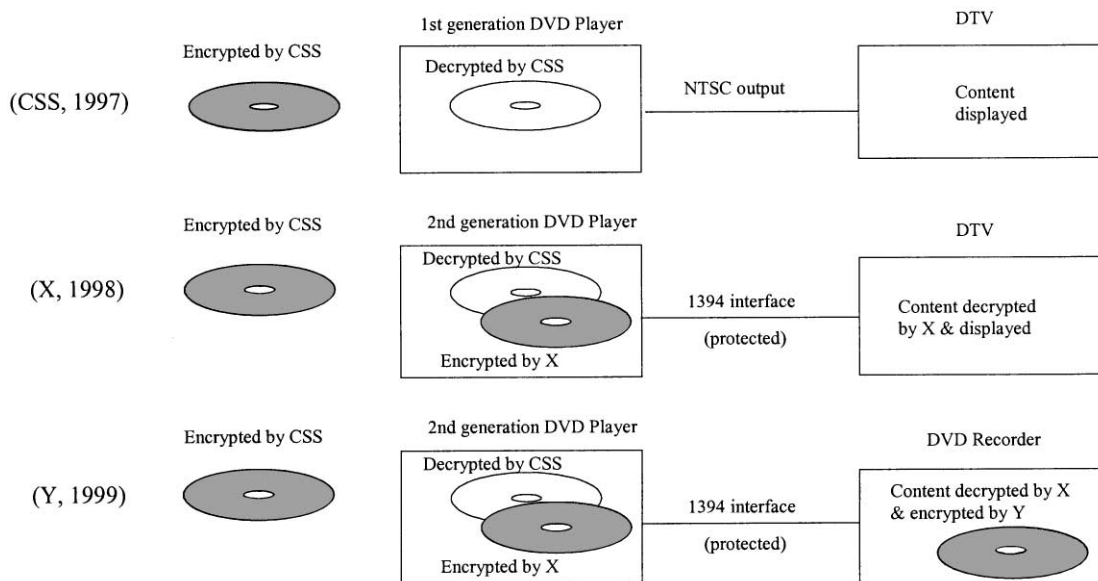 1st generation DVD Player
DTV
Encrypted by CSS
Decrypted by CSS
(CSS, 1997)
NTSC output
Content
displayed
Encrypted by CSS
2nd generation DVD Player
DTV
Decrypted by CSS
(X, 1998)
1394 interface
(protected)
Content decrypted
by X & displayed
Encrypted by X
Encrypted by CSS
2nd generation DVD Player
DVD Recorder
Decrypted by CSS
(Y, 1999)
1394 interface
(protected)
Content decrypted by X
& encrypted by Y
Encrypted by X